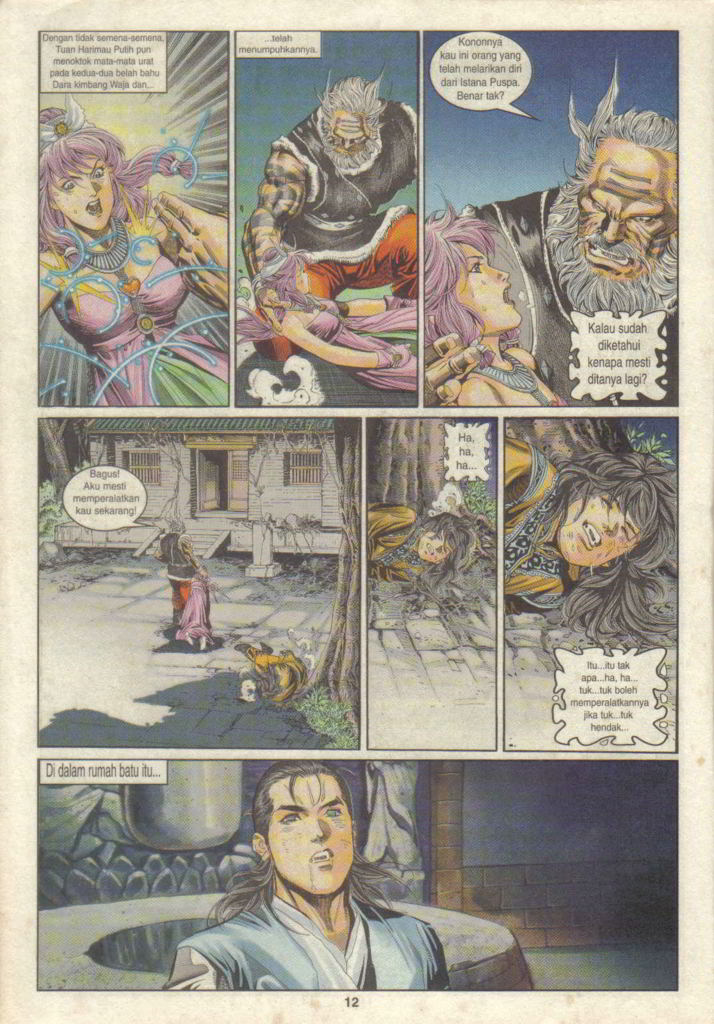 Dengan tidak semena-semena,
Tuan Harimau Putih pun
menoktok mata-mata urat
pada kedua-dua belah bahu
Dara kimbang Waja dan...
...telah
menumpuhkannya.
Kononnya
kau ini orang yang
telah melarikan diri
dari Istana Puspa.
Benar tak?
Kalau sudah
diketahui
kenapa mesti
ditanya lagi?
Bagus!
Aku mesti
memperalatkan
kau sekarang!
Ha,
ha,
ha...
Itu...itu tak
apa...ha, ha...
tuk...tuk boleh
memperalatkannya
jika tuk...tuk
hendak...
Di dalam rumah batu itu...
12